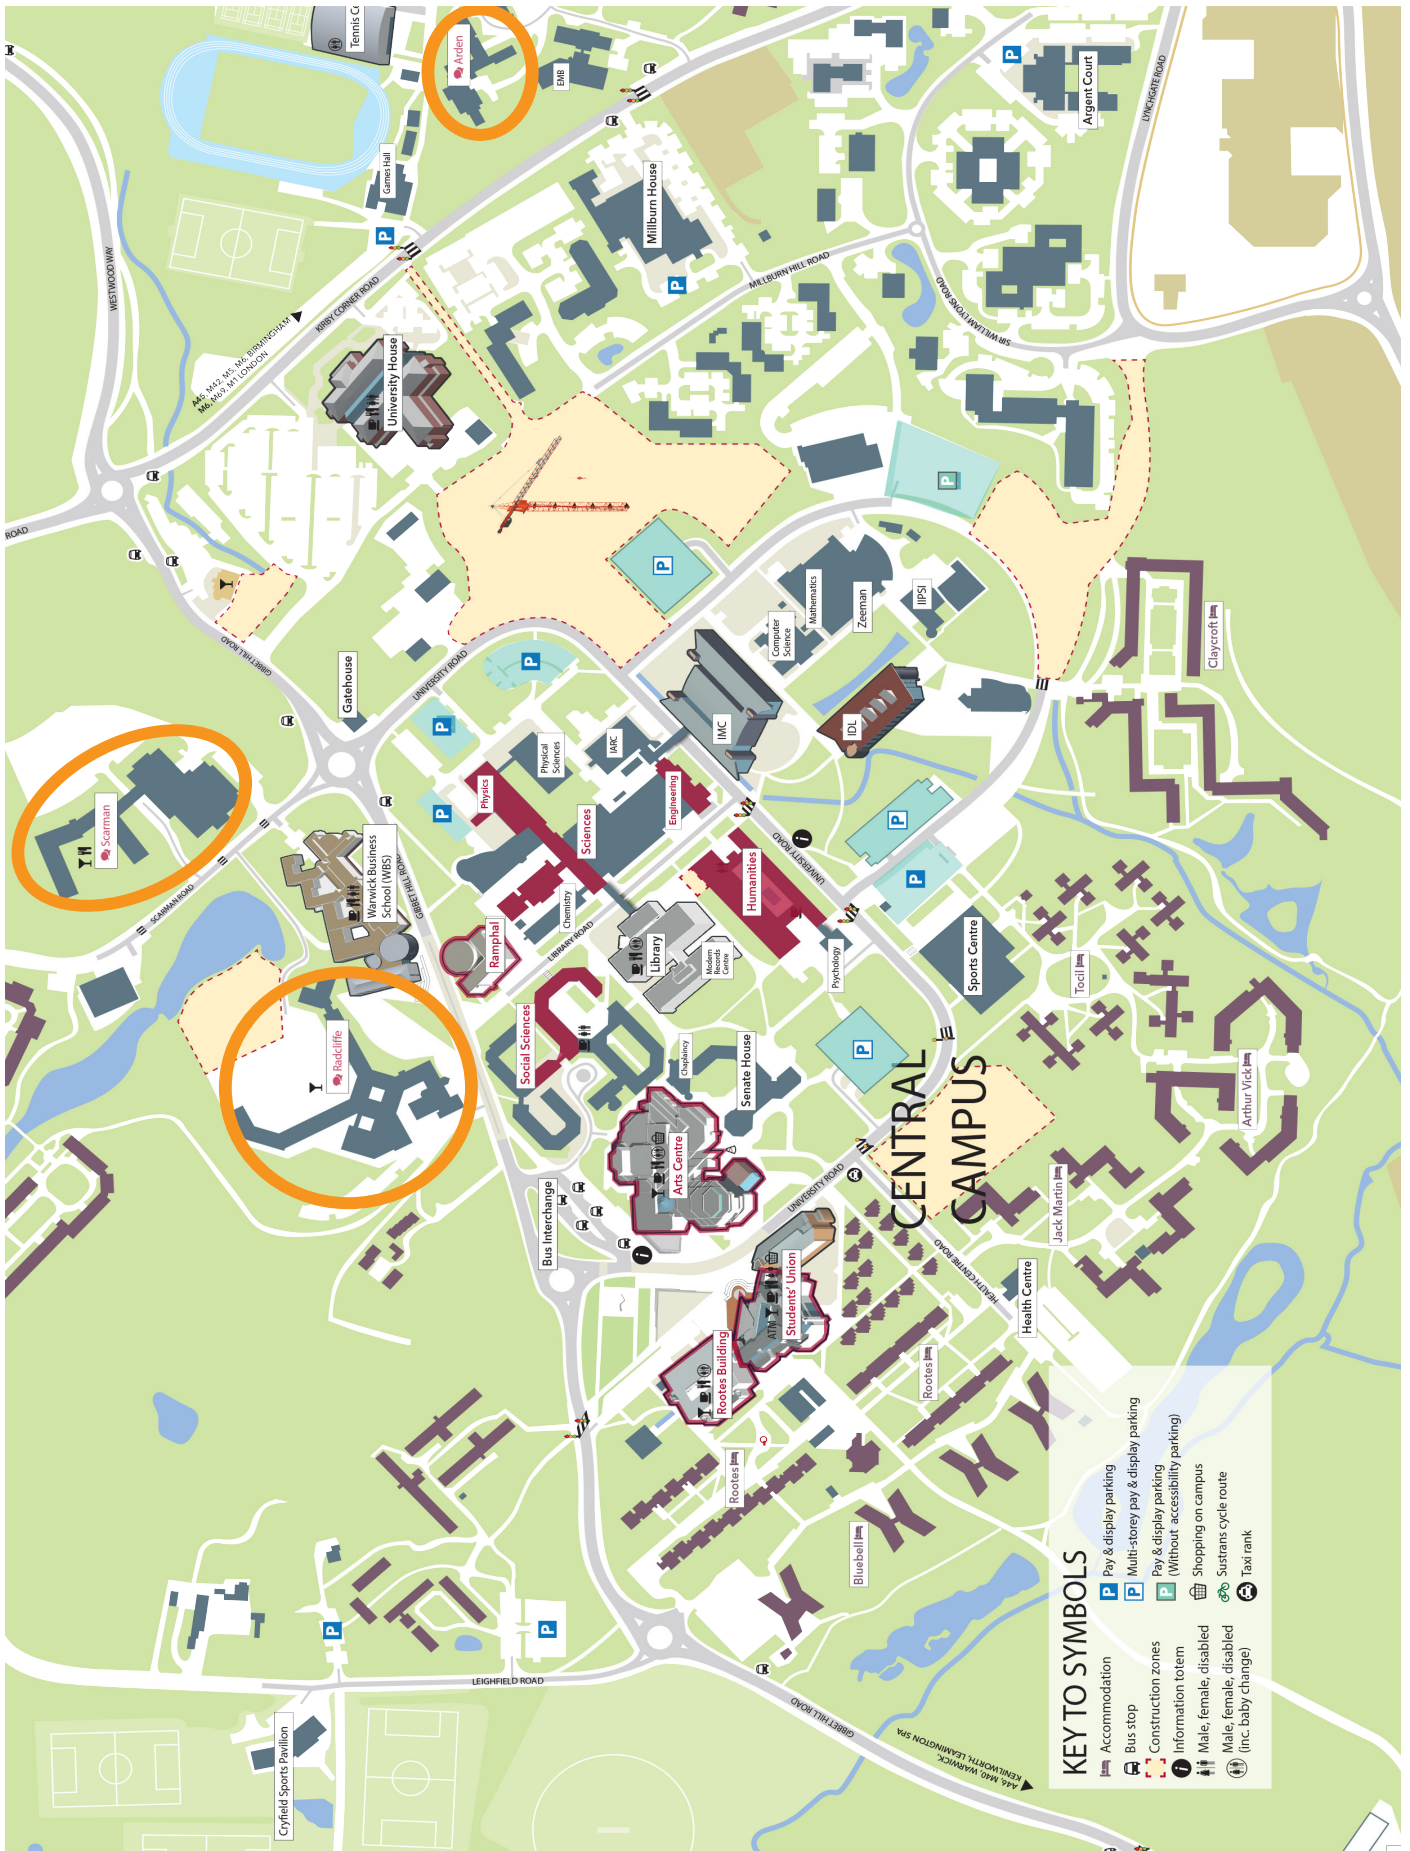 Cryfield Sports Pavilion
LEIGHFIELD ROAD
GIBBET HILL ROAD
A46, M40, WARWICK,
KENILWORTH, LEAMINGTON SPA
Radcliffe
Scarman
SCARMAN ROAD
Warwick Business
School (WBS)
GIBBET HILL ROAD
Gatehouse
GIBBET HILL ROAD
ROAD
WESTWOOD WAY
A45, M42, M5, M6, BIRMINGHAM
M6, M69, M1 LONDON
KIRBY CORNER ROAD
University House
Games Hall
Tennis Ce
Arden
EMB
Millburn House
MILLBURN HILL ROAD
Argent Court
LYNCHGATE ROAD
SIR WILLIAM LYONS ROAD
UNIVERSITY ROAD
Physics
Physical
Sciences
IARC
Sciences
Engineering
Chemistry
Ramphal
LIBRARY ROAD
Library
Modern
Records
Centre
Humanities
Psychology
UNIVERSITY ROAD
IMC
IDL
Computer
Science
Mathematics
Zeeman
IIPSI
Social Sciences
Chaplaincy
Senate House
Arts Centre
Bus Interchange
UNIVERSITY ROAD
ATM
Students' Union
Rootes Building
Rootes
Rootes
Bluebell
Health Centre
HEALTH CENTRE ROAD
Jack Martin
Arthur Vick
Tocil
Sports Centre
Claycroft
CENTRAL
CAMPUS
P
P
P
P
P
P
P
P
P
P
P
P
P
P
KEY TO SYMBOLS
Accommodation
Bus stop
Construction zones
Information totem
Male, female, disabled
Male, female, disabled
(inc. baby change)
P Pay & display parking
P Multi-storey pay & display parking
P Pay & display parking
(Without accessibility parking)
Shopping on campus
Sustrans cycle route
Taxi rank